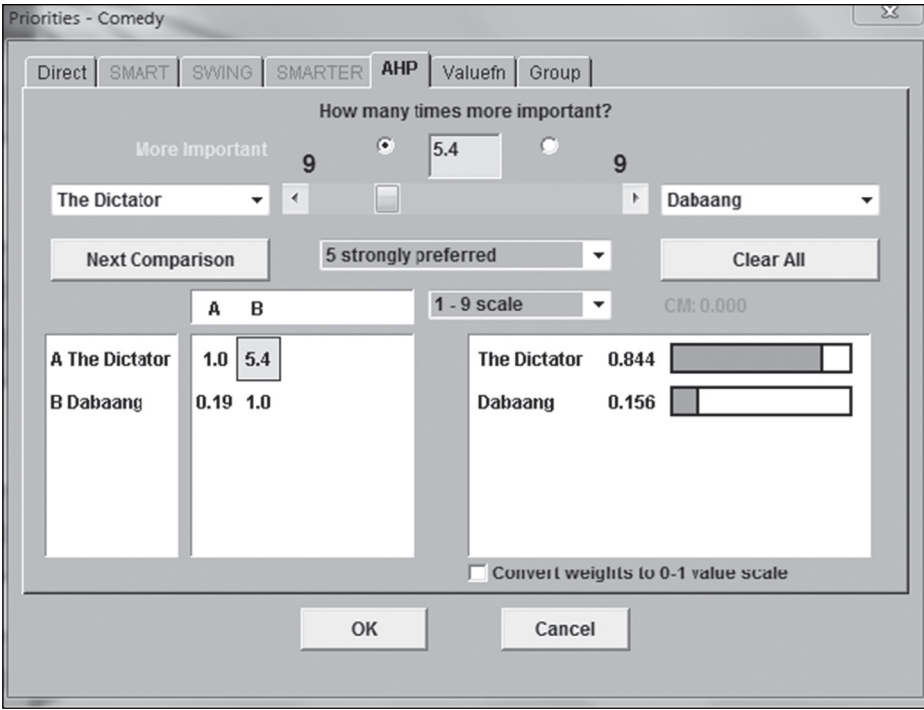 Priorities - Comedy
Direct SMART SWING SMARTER AHP Valuefn Group
How many times more important?
More Important 9 5.4 9
The Dictator Dabaang
Next Comparison 5 strongly preferred Clear All
A B 1 - 9 scale CM: 0.000
A The Dictator 1.0 5.4 The Dictator 0.844
B Dabaang 0.19 1.0 Dabaang 0.156
Convert weights to 0-1 value scale
OK Cancel